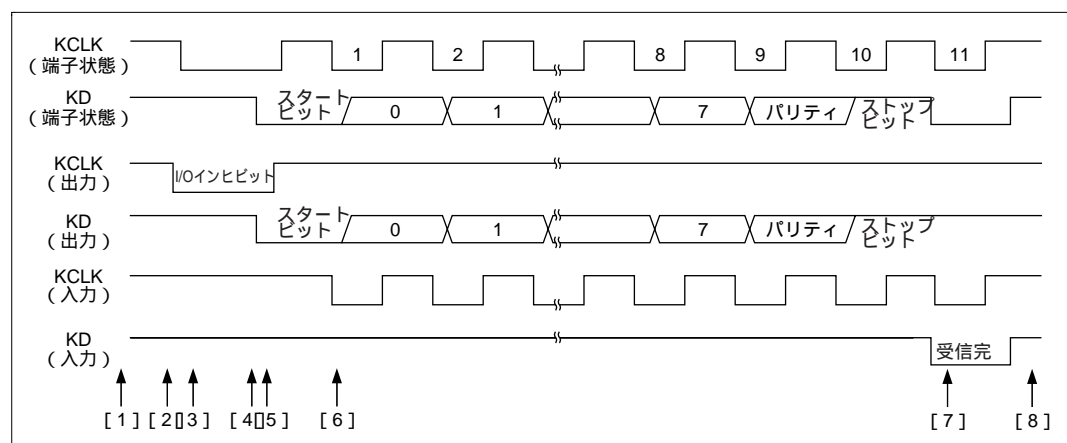 KCLK
（端子状態）
1 2 8 9 10 11
KD
（端子状態）
スタート
ビット
0 1 7 パリティ
ストップ
ビット
KCLK
（出力）
I/Oインヒビット
KD
（出力）
スタート
ビット
0 1 7 パリティ
ストップ
ビット
KCLK
（入力）
KD
（入力）
受信完
[1] [2] [3] [4] [5] [6] [7] [8]